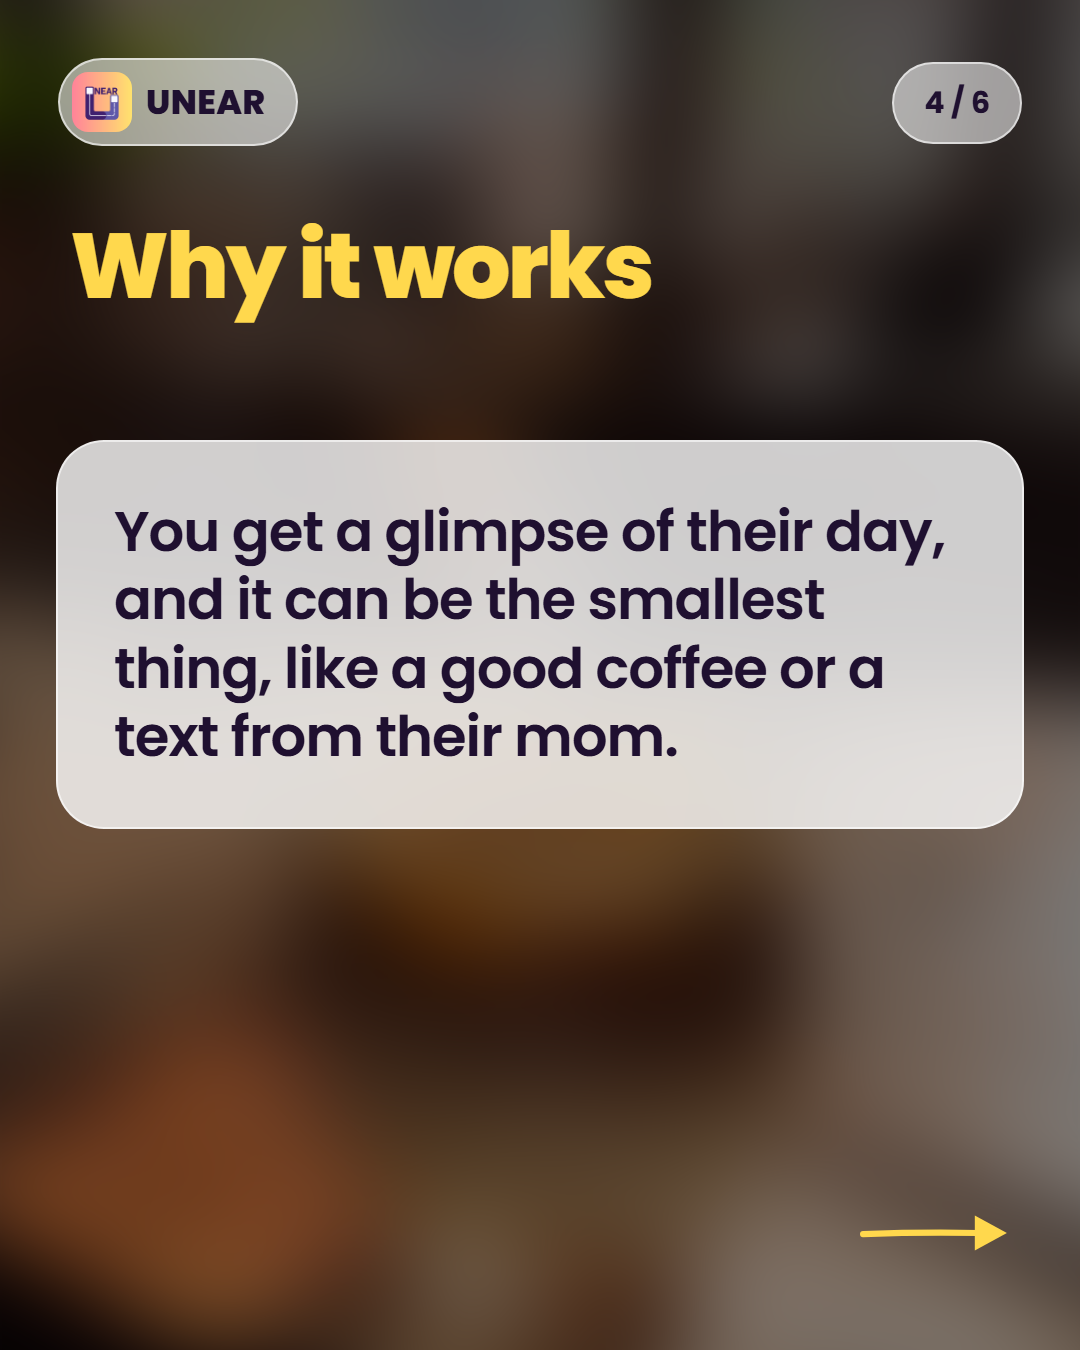 NEAR
UNEAR
4 / 6
Why it works
You get a glimpse of their day,
and it can be the smallest
thing, like a good coffee or a
text from their mom.